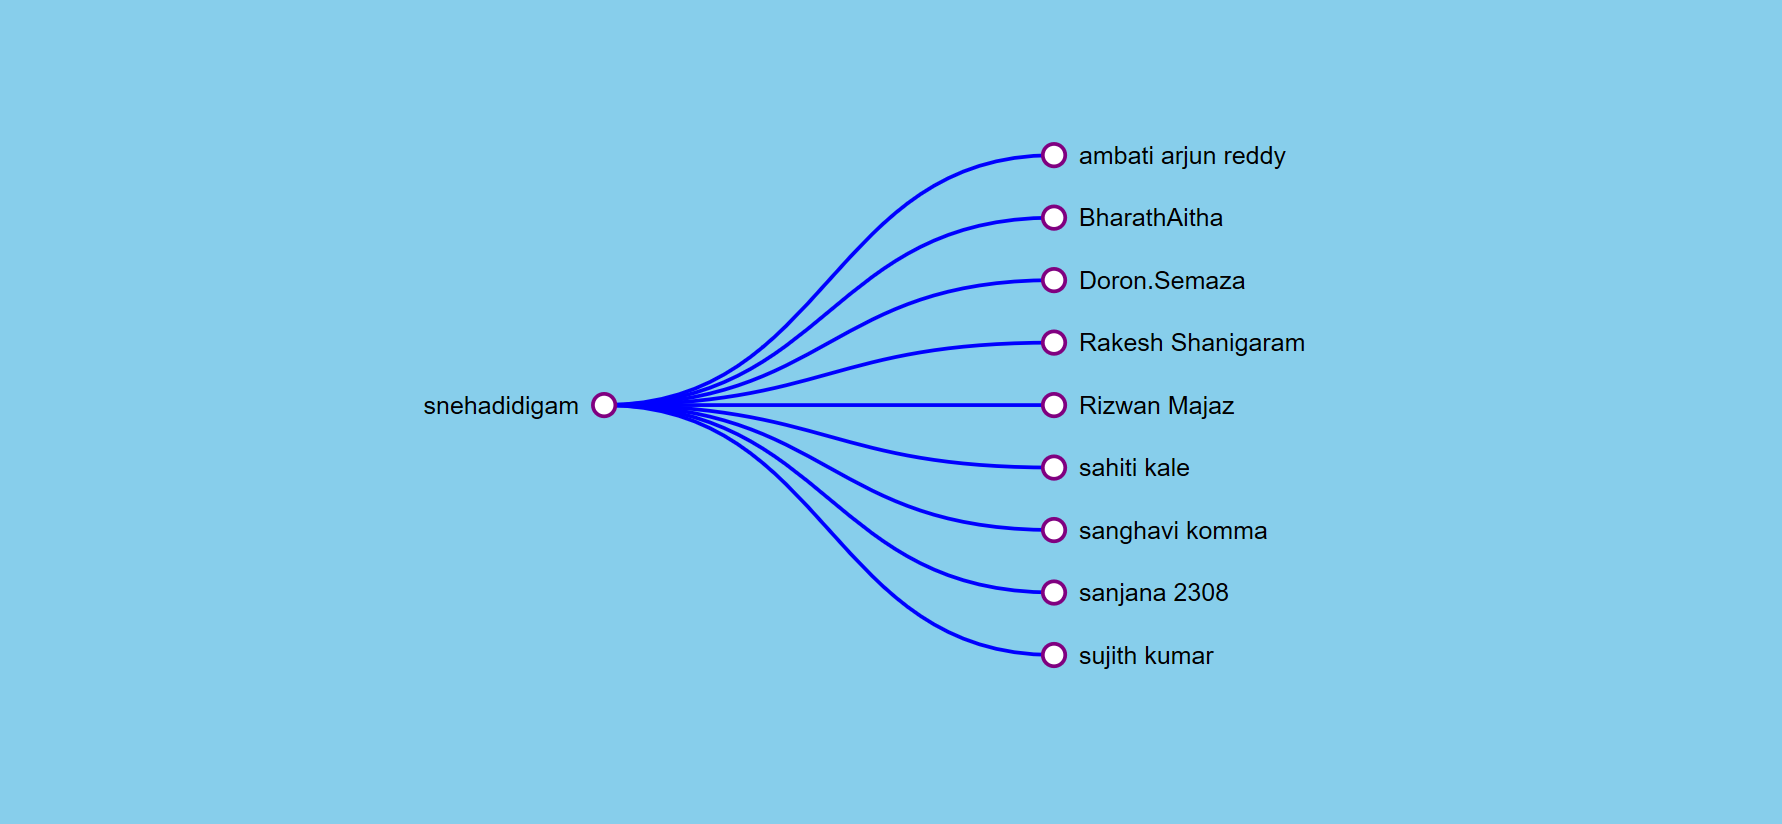 snehadidigam
ambati arjun reddy
BharathAitha
Doron.Semaza
Rakesh Shanigaram
Rizwan Majaz
sahiti kale
sanghavi komma
sanjana 2308
sujith kumar